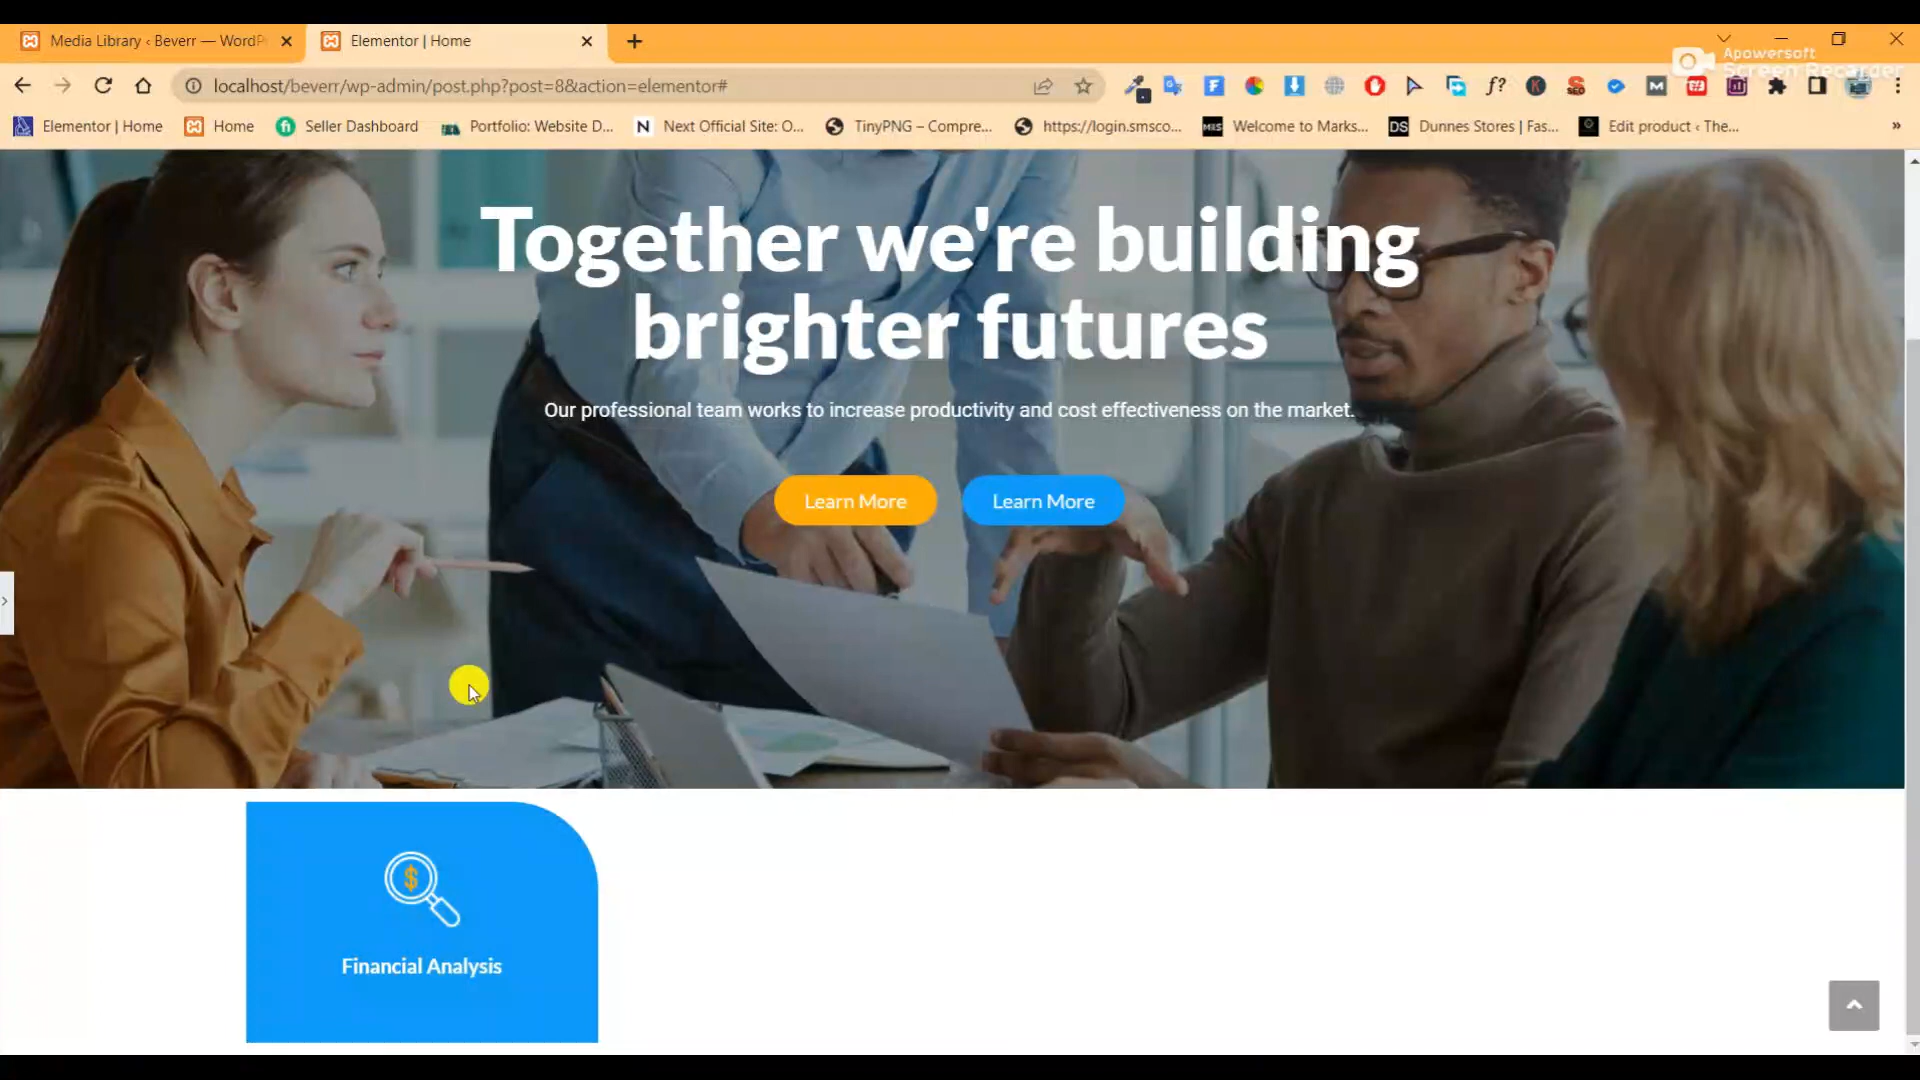 Media Library ‹ Beverr — WordP
Elementor | Home
Apowersoft
Screen Recorder
localhost/beverr/wp-admin/post.php?post=8&action=elementor#
Elementor | Home
Home
Seller Dashboard
Portfolio: Website D...
Next Official Site: O...
TinyPNG – Compre...
https://login.smsco...
Welcome to Marks...
Dunnes Stores | Fas...
Edit product ‹ The...
Together we're building
brighter futures
Our professional team works to increase productivity and cost effectiveness on the market.
Learn More
Learn More
Financial Analysis